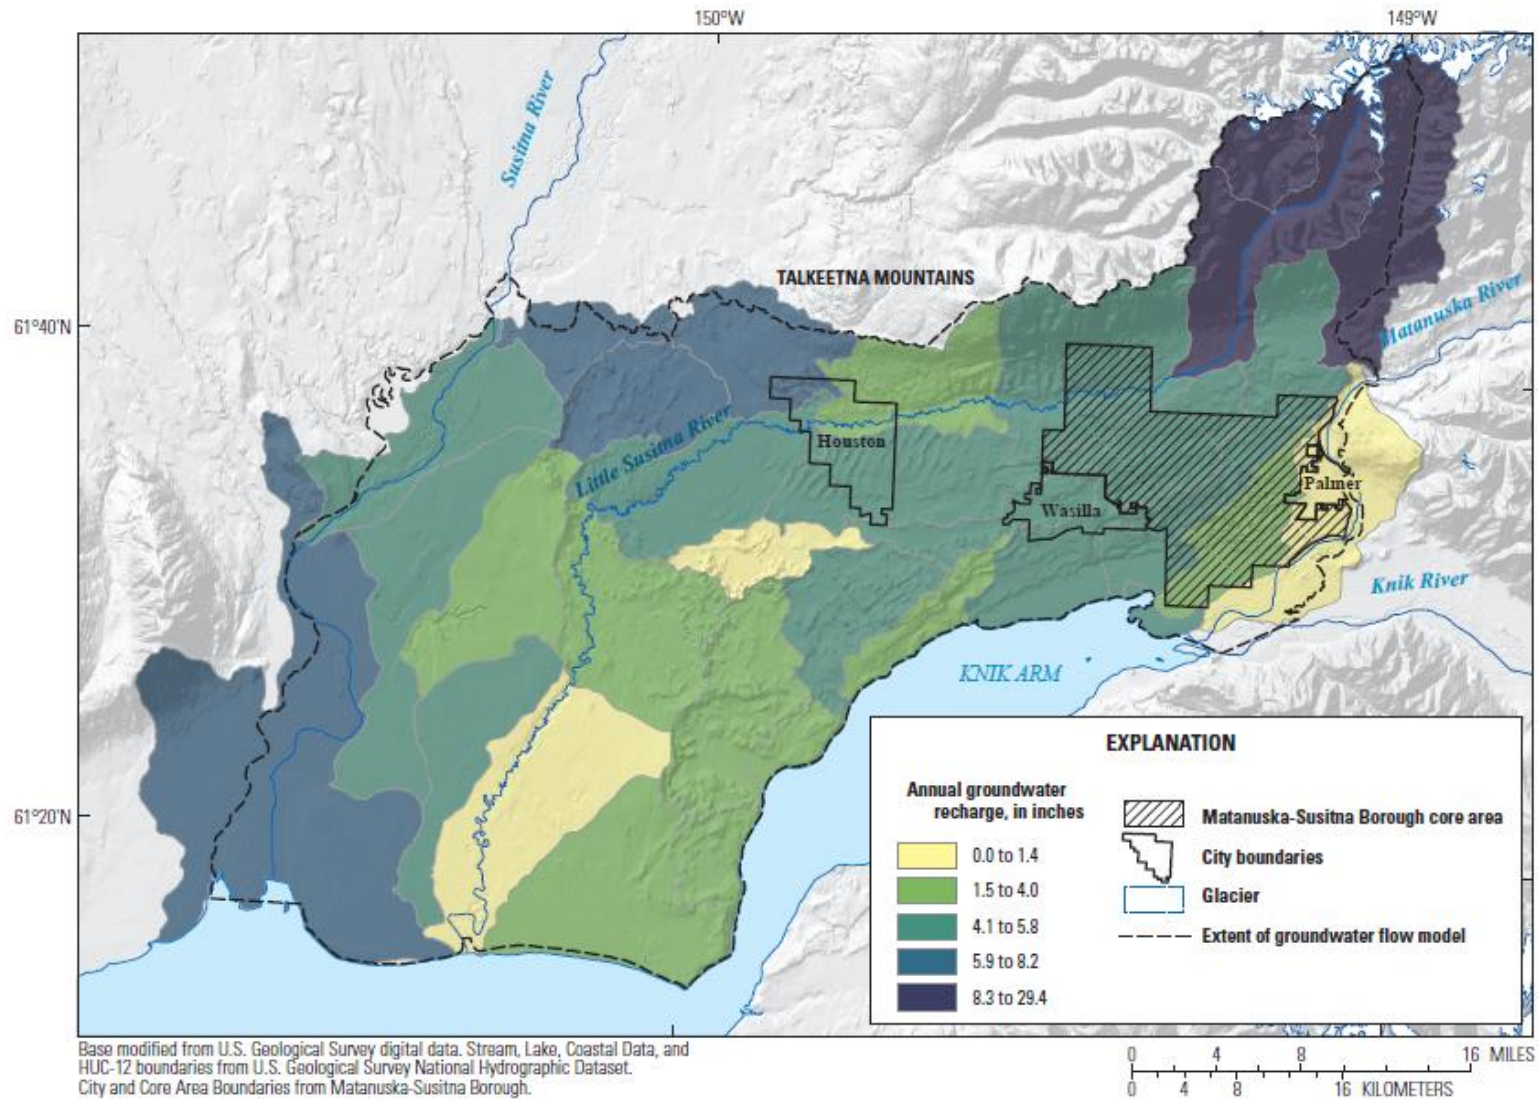 150°W
149°W
Susitna River
TALKEETNA MOUNTAINS
Matanuska River
61°40'N
Little Susitna River
Houston
Palmer
Wasilla
Knik River
KNIK ARM
61°20'N
EXPLANATION
Annual groundwater
recharge, in inches
0.0 to 1.4
1.5 to 4.0
4.1 to 5.8
5.9 to 8.2
8.3 to 29.4
Matanuska-Susitna Borough core area
City boundaries
Glacier
Extent of groundwater flow model
Base modified from U.S. Geological Survey digital data. Stream, Lake, Coastal Data, and
HUC-12 boundaries from U.S. Geological Survey National Hydrographic Dataset.
City and Core Area Boundaries from Matanuska-Susitna Borough.
0 4 8 16 MILES
0 4 8 16 KILOMETERS